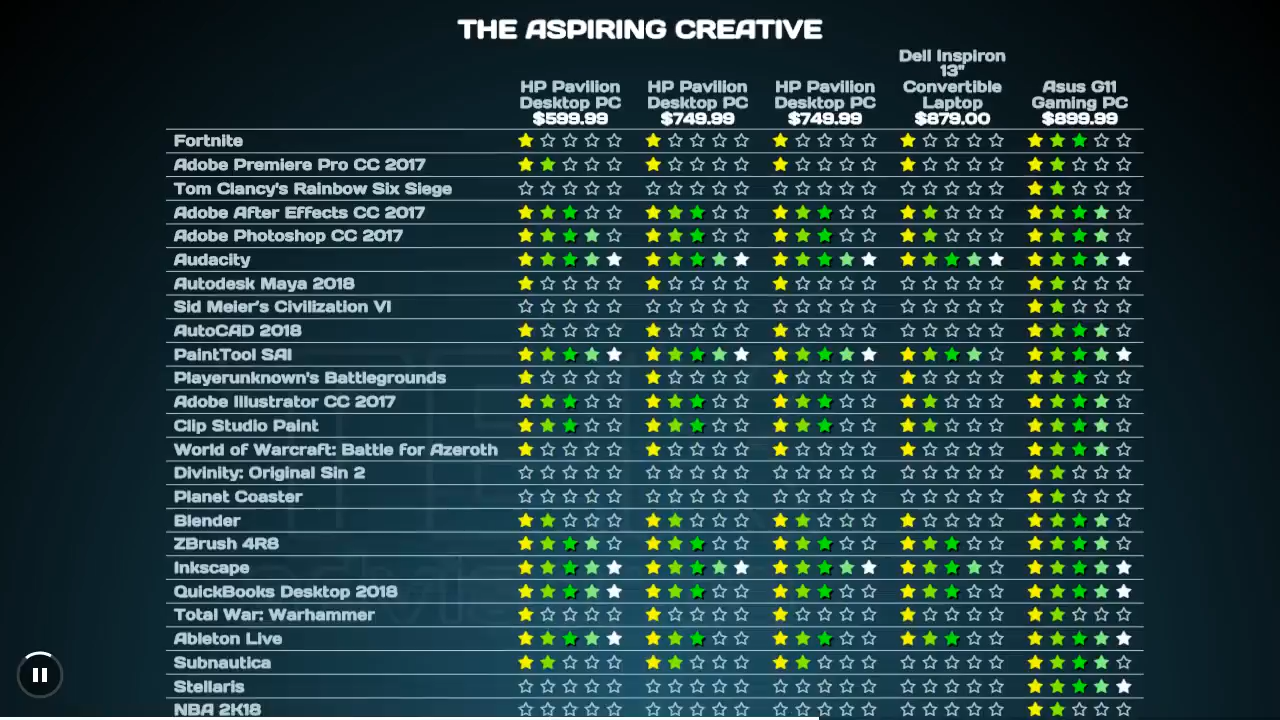 THE ASPIRING CREATIVE
Dell Inspiron
13"
HP Pavilion HP Pavilion HP Pavilion Convertible Asus G11
Desktop PC Desktop PC Desktop PC Laptop Gaming PC
$599.99 $749.99 $749.99 $879.00 $899.99
Fortnite
Adobe Premiere Pro CC 2017
Tom Clancy's Rainbow Six Siege
Adobe After Effects CC 2017
Adobe Photoshop CC 2017
Audacity
Autodesk Maya 2018
Sid Meier's Civilization VI
AutoCAD 2018
PaintTool SAI
Playerunknown's Battlegrounds
Adobe Illustrator CC 2017
Clip Studio Paint
World of Warcraft: Battle for Azeroth
Divinity: Original Sin 2
Planet Coaster
Blender
ZBrush 4R8
Inkscape
QuickBooks Desktop 2018
Total War: Warhammer
Ableton Live
Subnautica
Stellaris
NBA 2K18